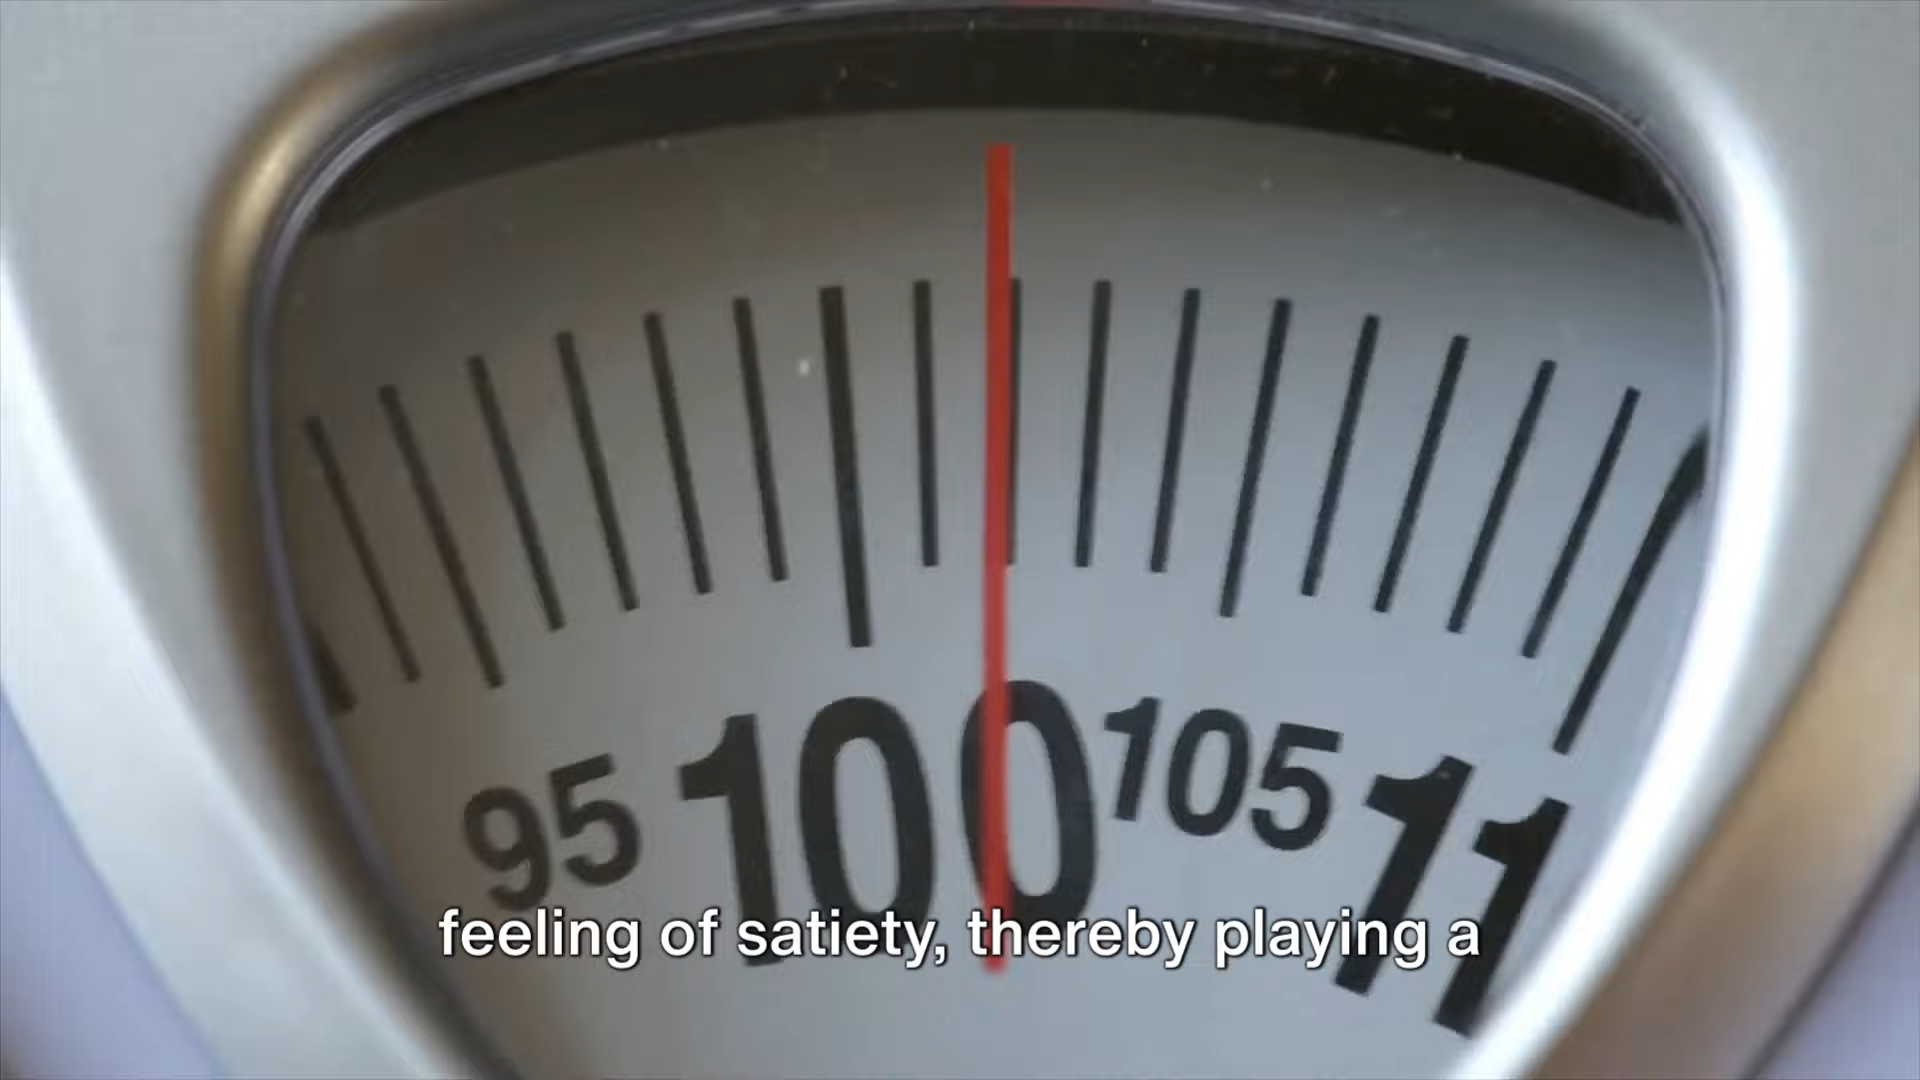 95 100 105 11
feeling of satiety, thereby playing a